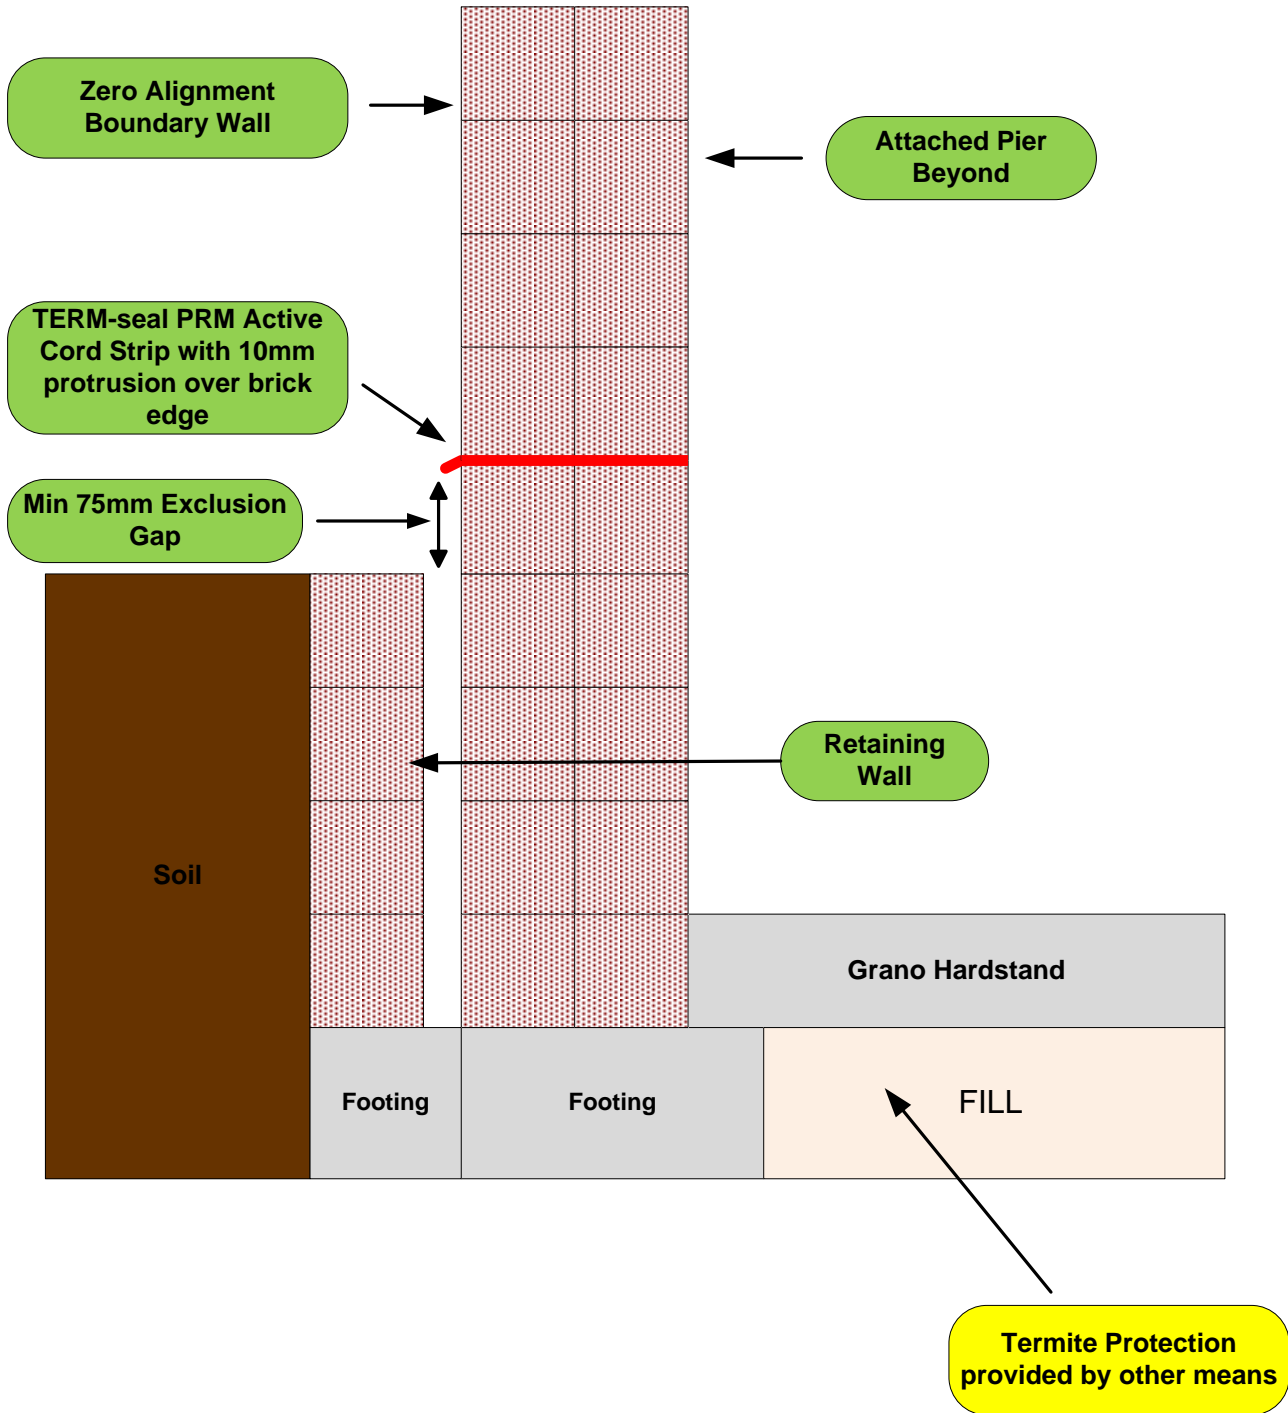 Zero Alignment
Boundary Wall
Attached Pier
Beyond
TERM-seal PRM Active
Cord Strip with 10mm
protrusion over brick
edge
Min 75mm Exclusion
Gap
Retaining
Wall
Soil
Grano Hardstand
Footing
Footing
FILL
Termite Protection
provided by other means